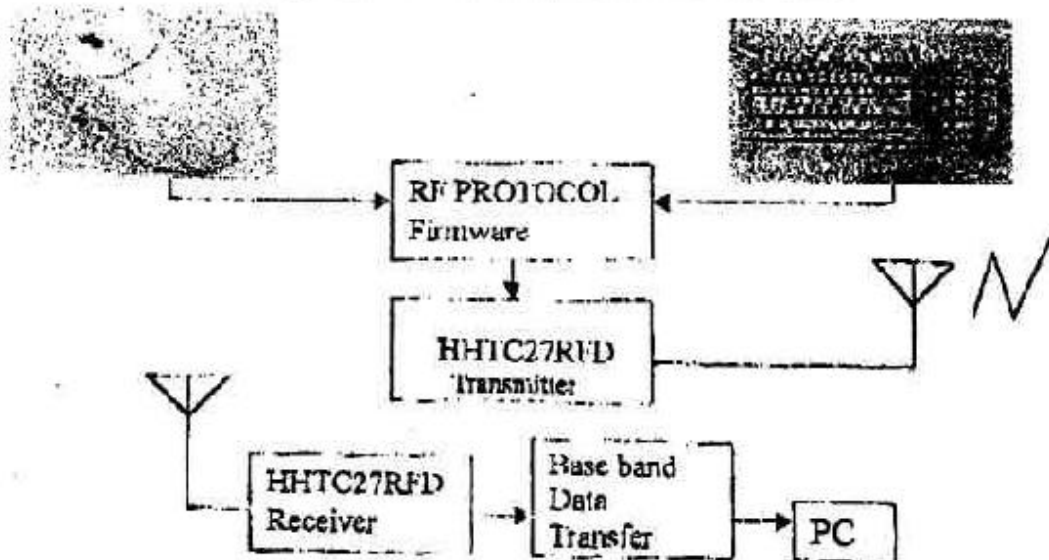 RF PROTOCOL
Firmware
HHTC27RFD
Transmitter
HHTC27RFD
Receiver
Base band
Data
Transfer
PC